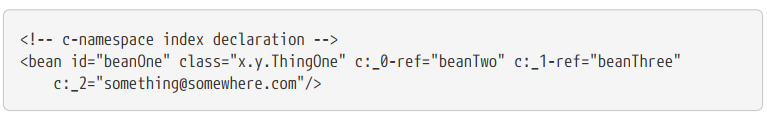 <!-- c-namespace index declaration -->
<bean id="beanOne" class="x.y.ThingOne" c:_0-ref="beanTwo" c:_1-ref="beanThree"
    c:_2="something@somewhere.com"/>